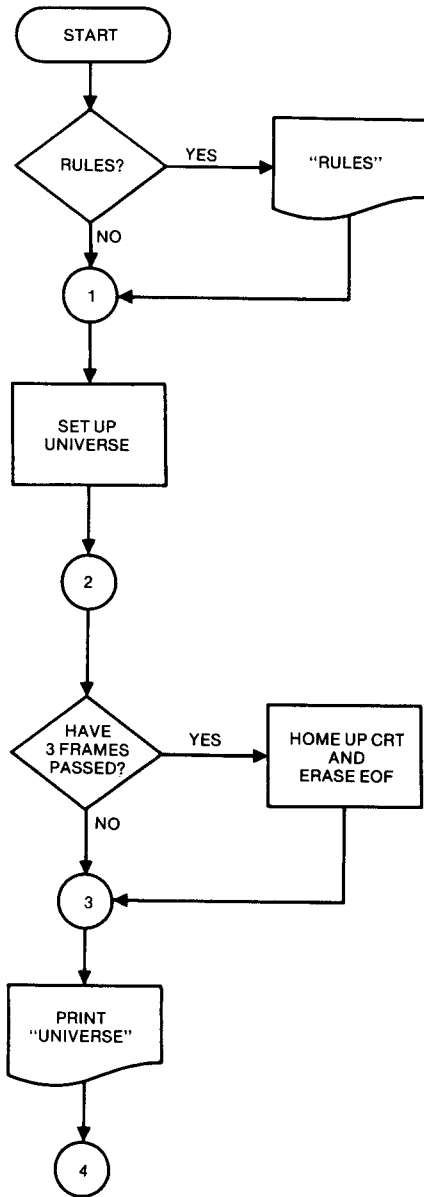 START
RULES?
YES
"RULES"
NO
1
SET UP
UNIVERSE
2
HAVE
3 FRAMES
PASSED?
YES
HOME UP CRT
AND
ERASE EOF
NO
3
PRINT
"UNIVERSE"
4